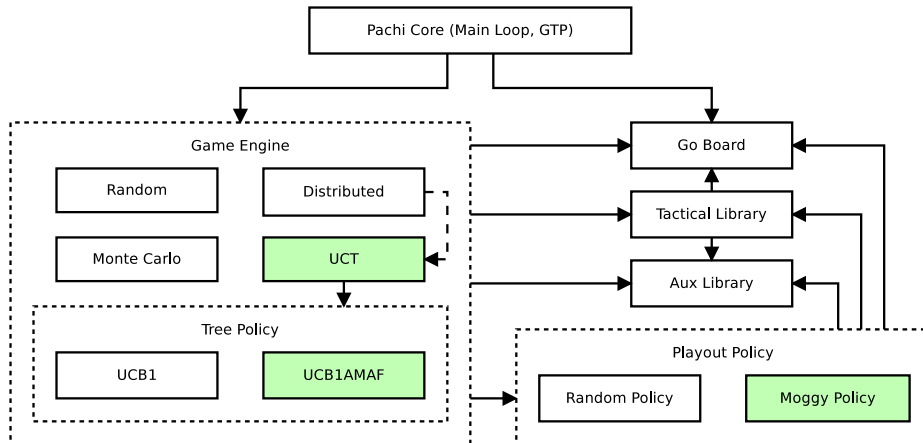 Pachi Core (Main Loop, GTP)
Game Engine
Go Board
Random
Distributed
Tactical Library
Monte Carlo
UCT
Aux Library
Tree Policy
Playout Policy
UCB1
UCB1AMAF
Random Policy
Moggy Policy